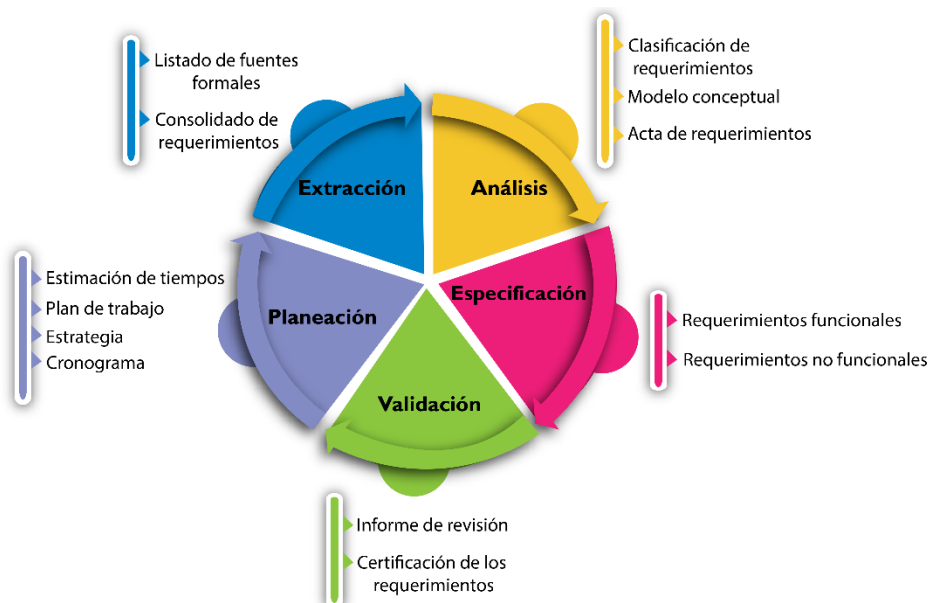 Listado de fuentes
formales
Consolidado de
requerimientos
Clasificación de
requerimientos
Modelo conceptual
Acta de requerimientos
Extracción
Análisis
Estimación de tiempos
Plan de trabajo
Estrategia
Cronograma
Planeación
Especificación
Requerimientos funcionales
Requerimientos no funcionales
Validación
Informe de revisión
Certificación de los
requerimientos